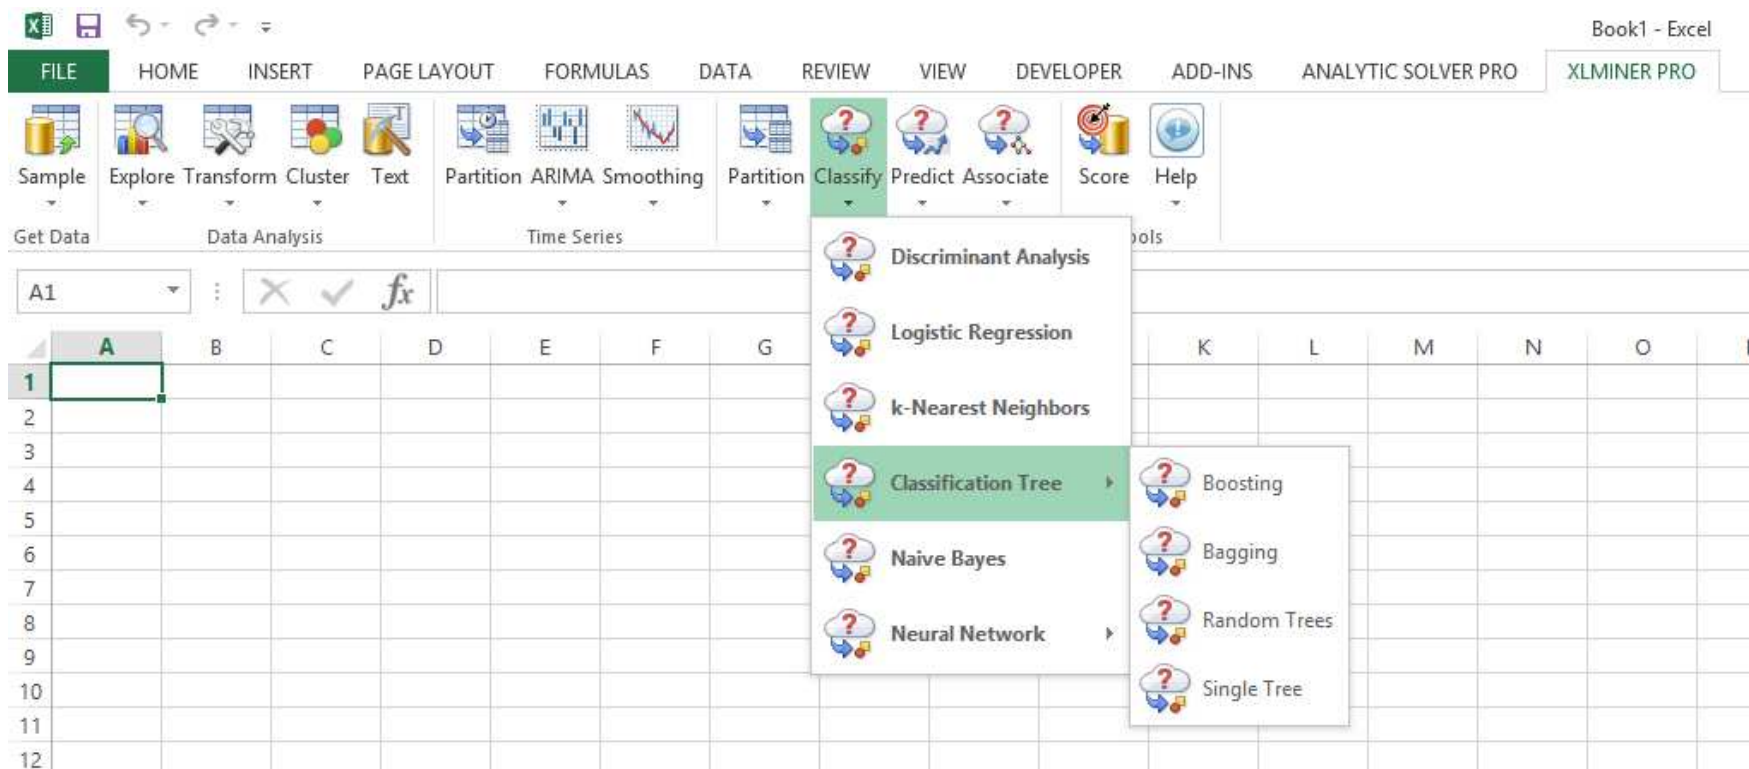 Book1 - Excel
FILE HOME INSERT PAGE LAYOUT FORMULAS DATA REVIEW VIEW DEVELOPER ADD-INS ANALYTIC SOLVER PRO XLMINER PRO
Sample Explore Transform Cluster Text Partition ARIMA Smoothing Partition Classify Predict Associate Score Help
Get Data Data Analysis Time Series ols
Discriminant Analysis
A1 fx
Logistic Regression
A B C D E F G K L M N O
1
k-Nearest Neighbors
2
3
Classification Tree Boosting
4
5
Naive Bayes Bagging
6
7
Random Trees
8
Neural Network
9
10 Single Tree
11
12